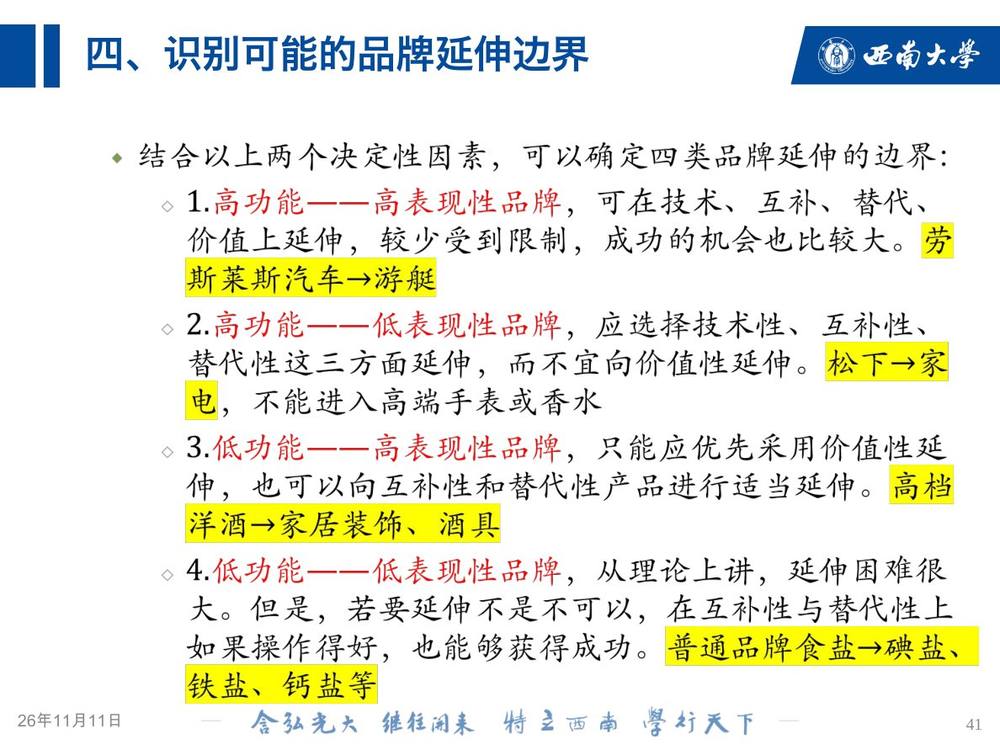 四、识别可能的品牌延伸边界
西南大学
结合以上两个决定性因素，可以确定四类品牌延伸的边界：
1.高功能——高表现性品牌，可在技术、互补、替代、
价值上延伸，较少受到限制，成功的机会也比较大。劳
斯莱斯汽车→游艇
2.高功能——低表现性品牌，应选择技术性、互补性、
替代性这三方面延伸，而不宜向价值性延伸。松下→家
电，不能进入高端手表或香水
3.低功能——高表现性品牌，只能应优先采用价值性延
伸，也可以向互补性和替代性产品进行适当延伸。高档
洋酒→家居装饰、酒具
4.低功能——低表现性品牌，从理论上讲，延伸困难很
大。但是，若要延伸不是不可以，在互补性与替代性上
如果操作得好，也能够获得成功。普通品牌食盐→碘盐、
铁盐、钙盐等
26年11月11日
含弘光大 继往开来 特立西南 學行天下
41